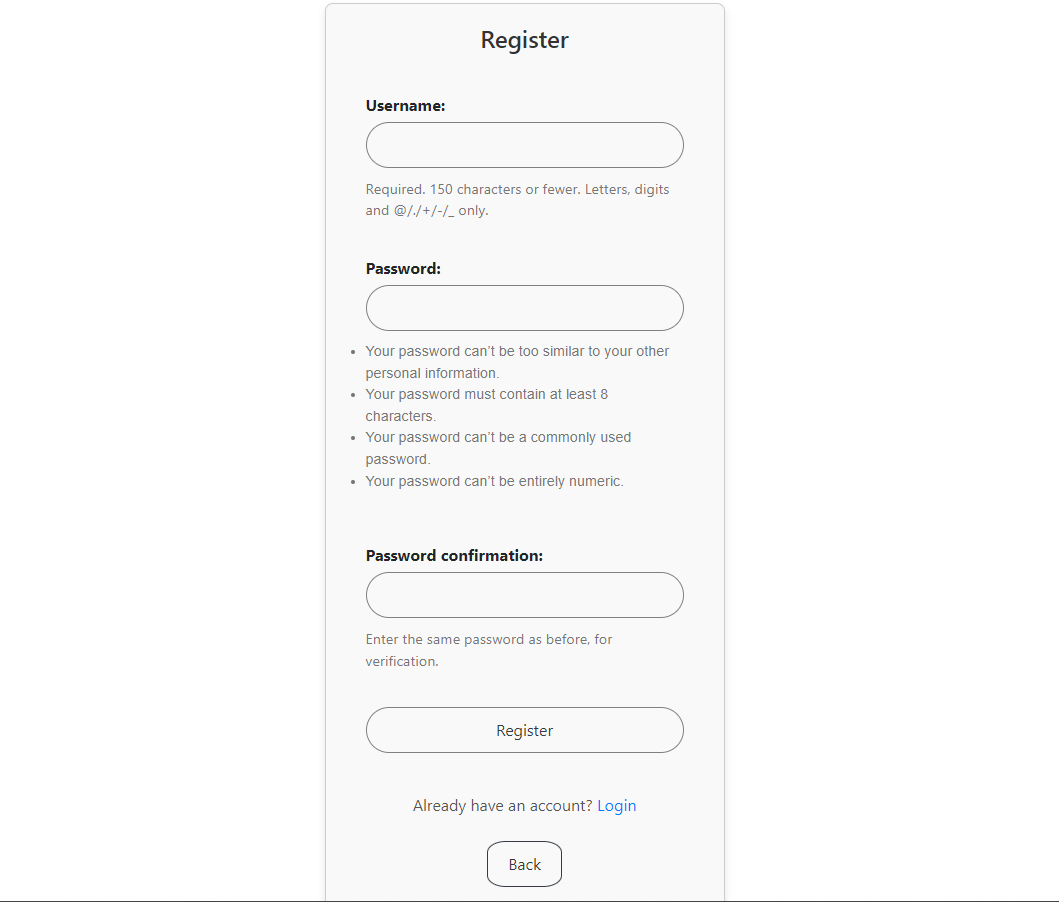 Register
Username:
Required. 150 characters or fewer. Letters, digits
and @/./+/-/_ only.
Password:
• Your password can’t be too similar to your other
personal information.
• Your password must contain at least 8
characters.
• Your password can’t be a commonly used
password.
• Your password can’t be entirely numeric.
Password confirmation:
Enter the same password as before, for
verification.
Register
Already have an account? Login
Back